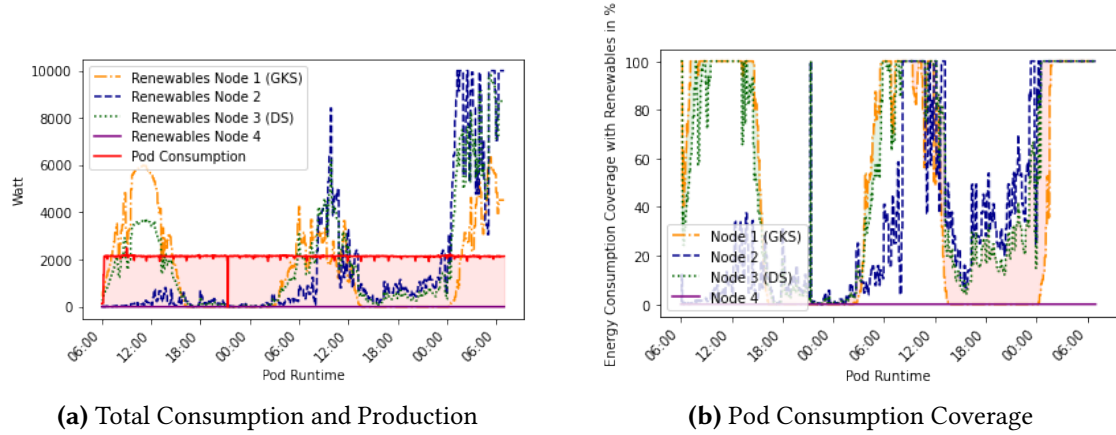 10000
8000
6000
4000
2000
0
Watt
Renewables Node 1 (GKS)
Renewables Node 2
Renewables Node 3 (DS)
Renewables Node 4
Pod Consumption
06:00
12:00
18:00
00:00
06:00
12:00
18:00
00:00
06:00
Pod Runtime
(a) Total Consumption and Production
Energy Consumption Coverage with Renewables in %
100
80
60
40
20
0
Node 1 (GKS)
Node 2
Node 3 (DS)
Node 4
06:00
12:00
18:00
00:00
06:00
12:00
18:00
00:00
06:00
Pod Runtime
(b) Pod Consumption Coverage